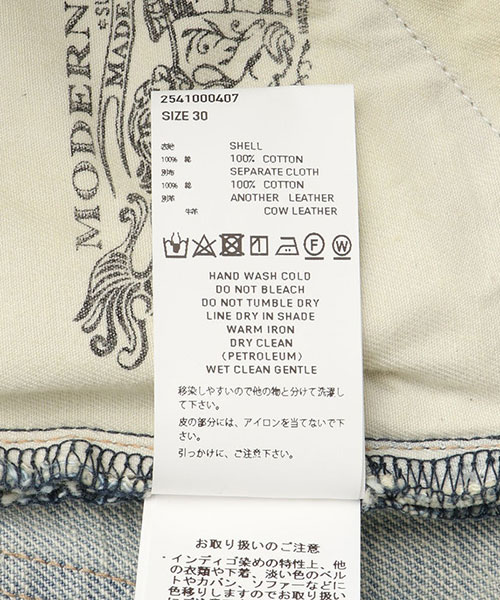 MODERN
MADE
2541000407
SIZE 30
表地 SHELL
100% 綿 100% COTTON
別布 SEPARATE CLOTH
100% 綿 100% COTTON
別革 ANOTHER LEATHER
牛革 COW LEATHER
F W
HAND WASH COLD
DO NOT BLEACH
DO NOT TUMBLE DRY
LINE DRY IN SHADE
WARM IRON
DRY CLEAN
(PETROLEUM)
WET CLEAN GENTLE
移染しやすいので他の物と分けて洗濯し
て下さい。
皮の部分には、アイロンを当てないで下
さい。
引っかけに、ご注意下さい。
お取り扱いのご注意
・インディゴ染めの特性上、他
の衣類や下着、淡い色のベル
トやカバン、ソファーなどに
色移りしますのでお取り扱い